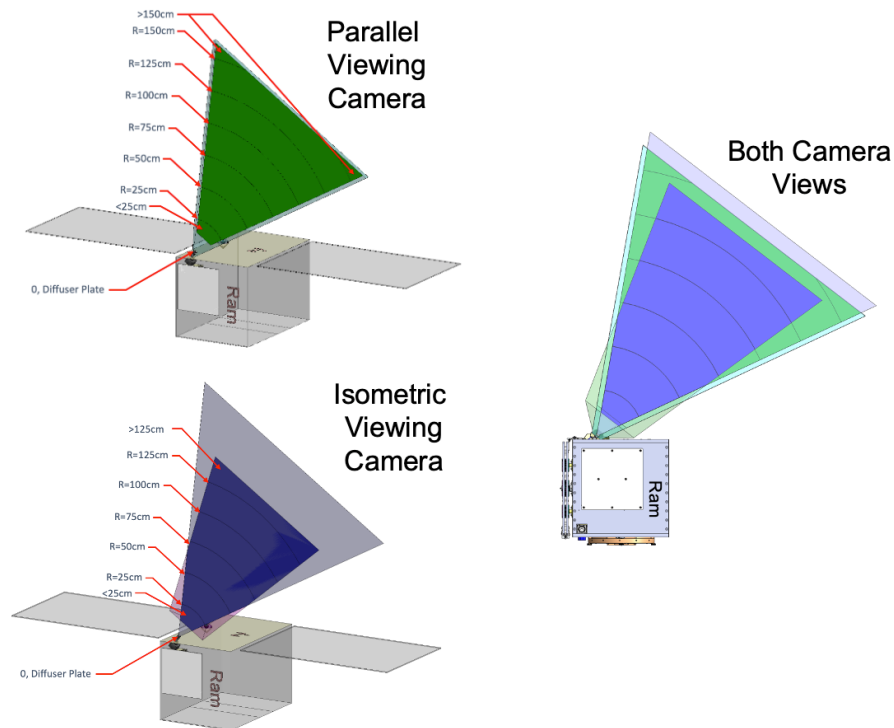 >150cm
R=150cm
R=125cm
R=100cm
R=75cm
R=50cm
R=25cm
<25cm
0, Diffuser Plate
Ram
Parallel
Viewing
Camera
>125cm
R=125cm
R=100cm
R=75cm
R=50cm
R=25cm
<25cm
0, Diffuser Plate
Ram
Isometric
Viewing
Camera
Both Camera
Views
Ram